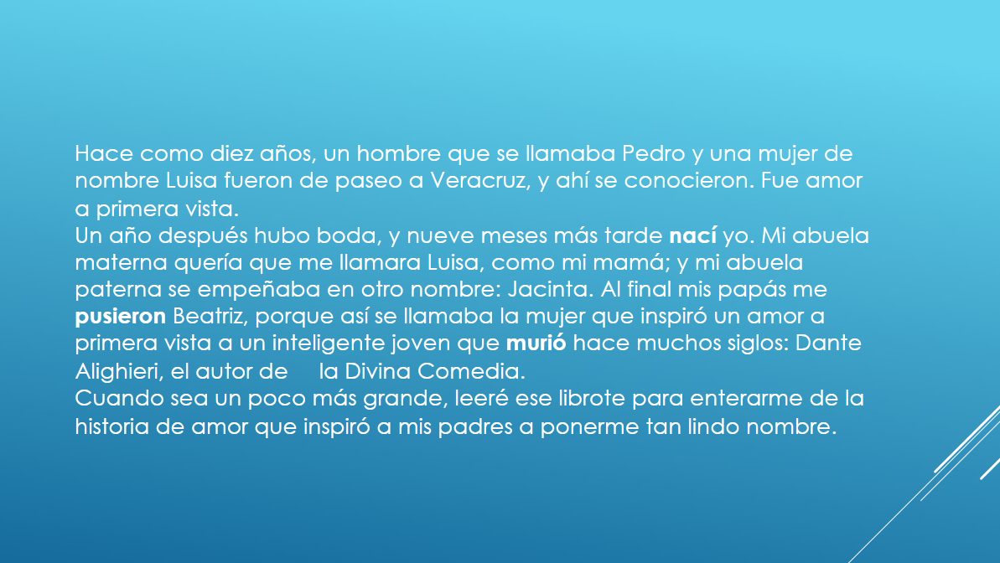 Hace como diez años, un hombre que se llamaba Pedro y una mujer de
nombre Luisa fueron de paseo a Veracruz, y ahí se conocieron. Fue amor
a primera vista.
Un año después hubo boda, y nueve meses más tarde nací yo. Mi abuela
materna quería que me llamara Luisa, como mi mamá; y mi abuela
paterna se empeñaba en otro nombre: Jacinta. Al final mis papás me
pusieron Beatriz, porque así se llamaba la mujer que inspiró un amor a
primera vista a un inteligente joven que murió hace muchos siglos: Dante
Alighieri, el autor de la Divina Comedia.
Cuando sea un poco más grande, leeré ese librote para enterarme de la
historia de amor que inspiró a mis padres a ponerme tan lindo nombre.